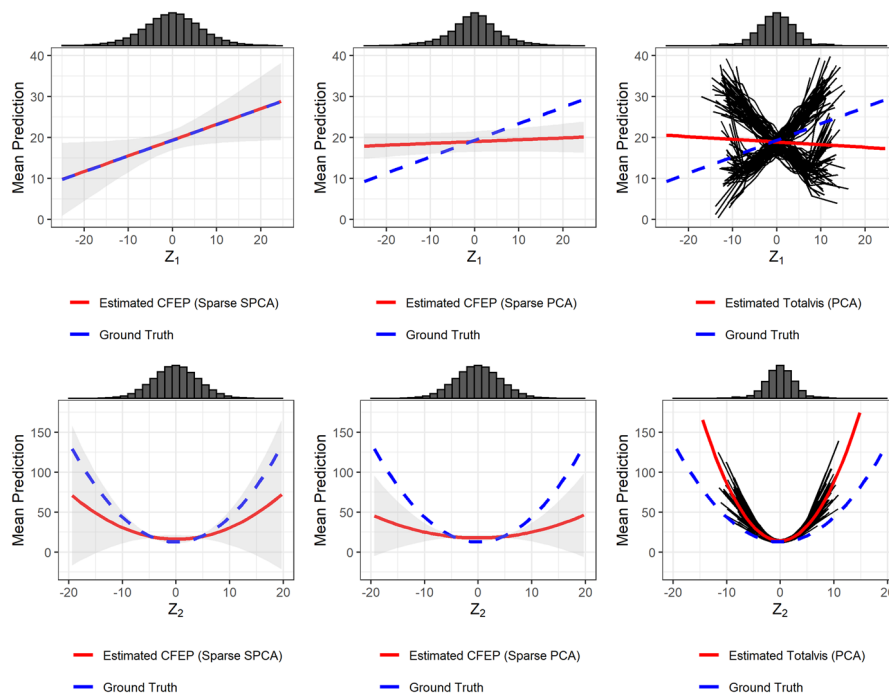 40
30
20
10
0
Mean Prediction
-20 -10 0 10 20
Z1
Estimated CFEP (Sparse SPCA)
Ground Truth
40
30
20
10
0
Mean Prediction
-20 -10 0 10 20
Z1
Estimated CFEP (Sparse PCA)
Ground Truth
40
30
20
10
0
Mean Prediction
-20 -10 0 10 20
Z1
Estimated Totalvis (PCA)
Ground Truth
150
100
50
0
Mean Prediction
-20 -10 0 10 20
Z2
Estimated CFEP (Sparse SPCA)
Ground Truth
150
100
50
0
Mean Prediction
-20 -10 0 10 20
Z2
Estimated CFEP (Sparse PCA)
Ground Truth
150
100
50
0
Mean Prediction
-20 -10 0 10 20
Z2
Estimated Totalvis (PCA)
Ground Truth